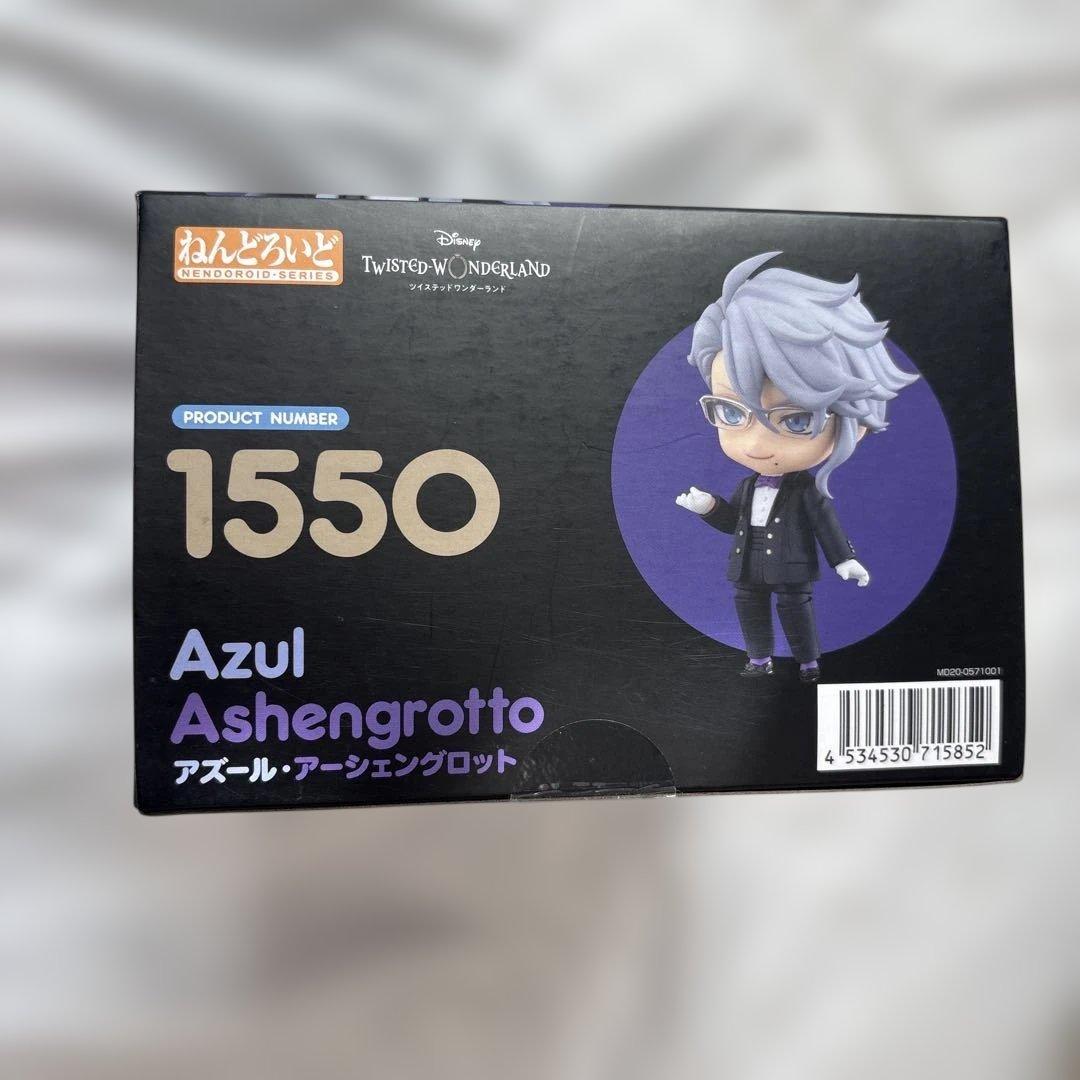 ねんどろいど
NENDOROID·SERIES
Disney
TWISTED-WONDERLAND
ツイステッドワンダーランド
PRODUCT NUMBER
1550
Azul
Ashengrotto
アズール・アーシェングロット
MD20-0571001
4 534530 715852